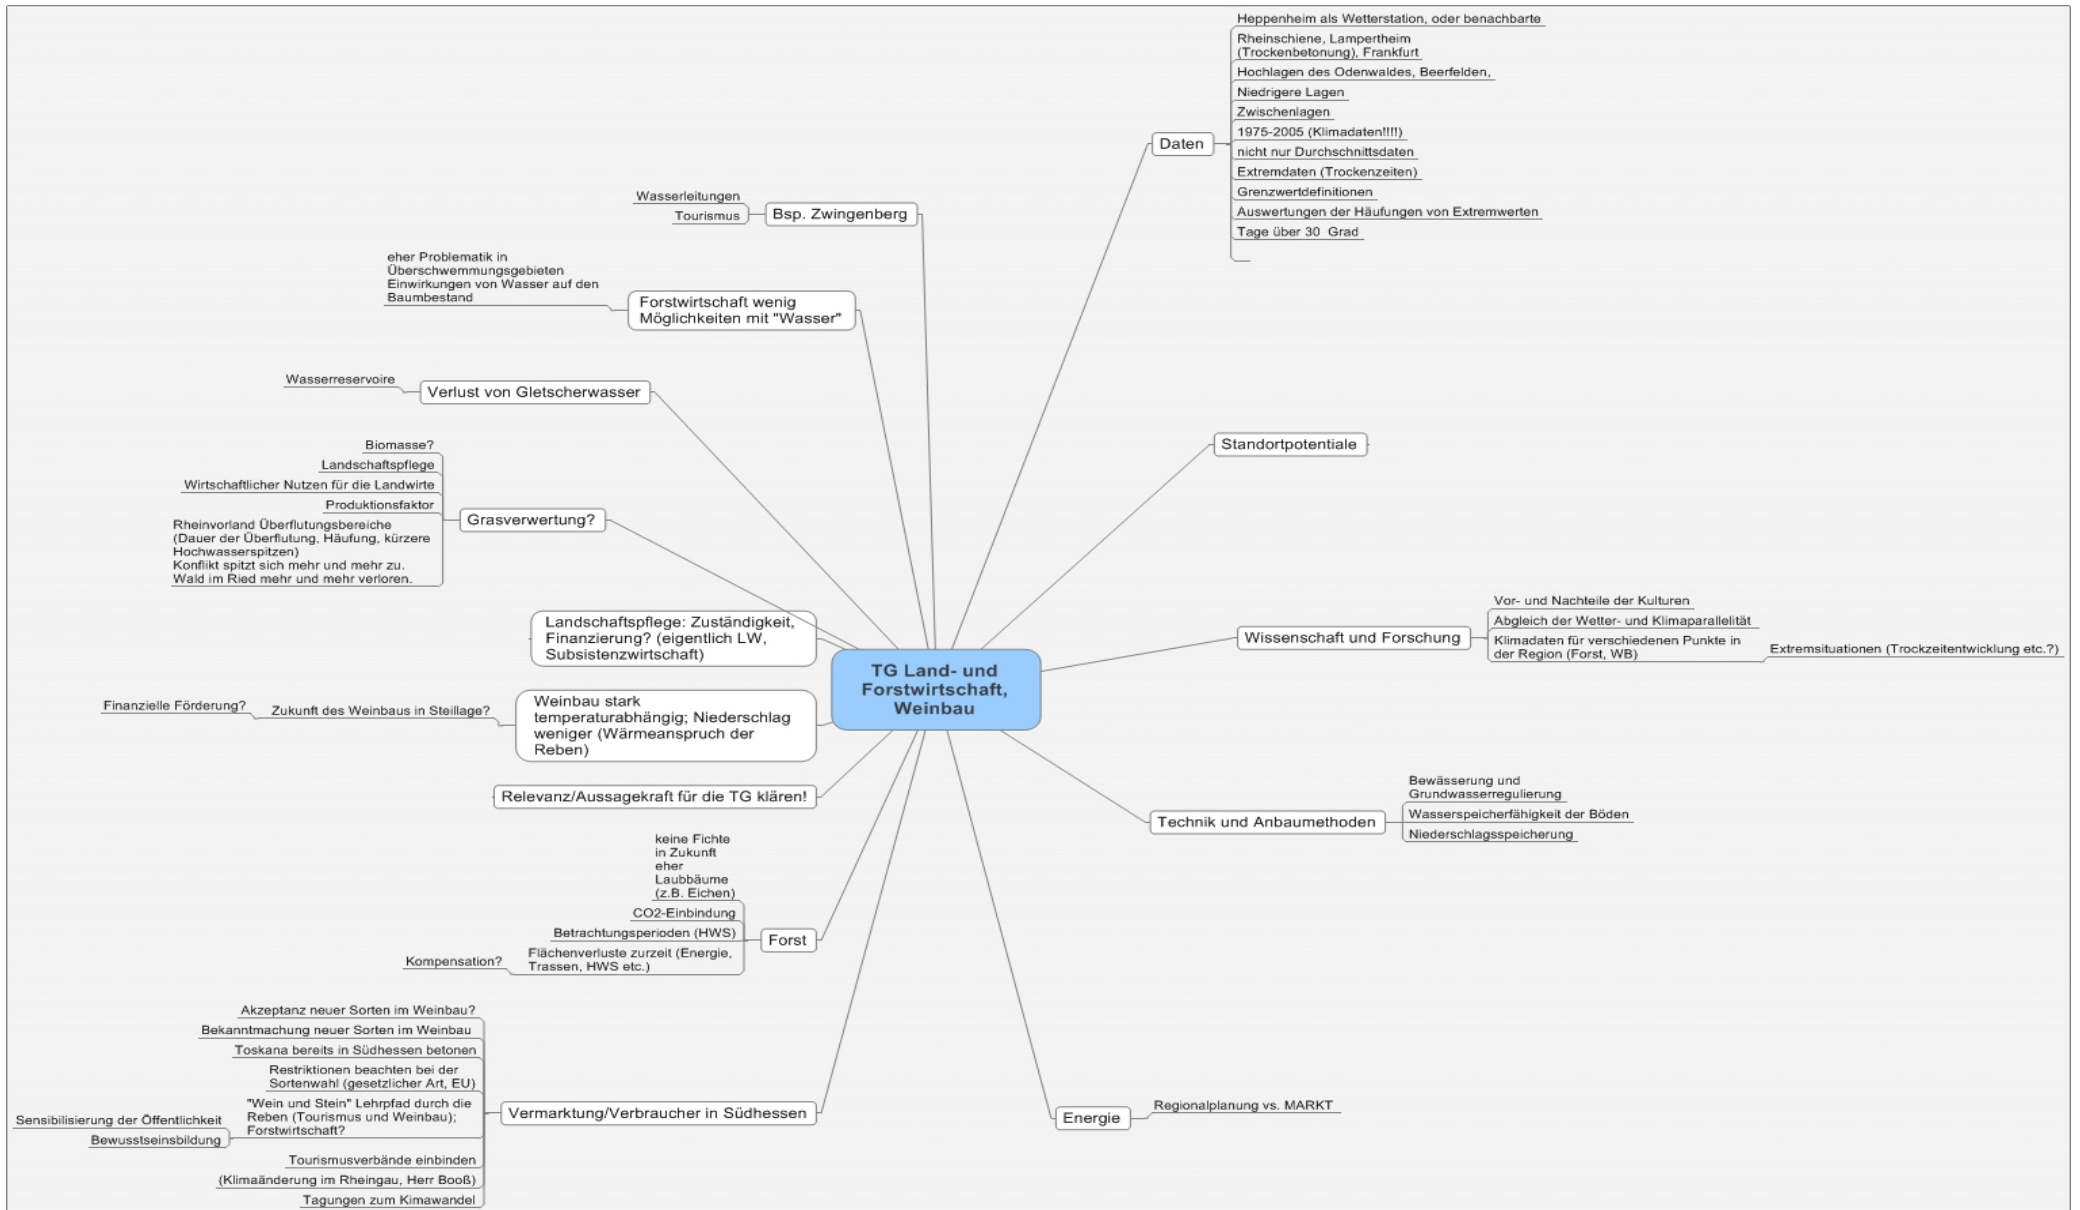 TG Land- und
Forstwirtschaft,
Weinbau
Daten
Heppenheim als Wetterstation, oder benachbarte
Rheinschiene, Lampertheim
(Trockenbetonung), Frankfurt
Hochlagen des Odenwaldes, Beerfelden,
Niedrigere Lagen
Zwischenlagen
1975-2005 (Klimadaten!!!!)
nicht nur Durchschnittsdaten
Extremdaten (Trockenzeiten)
Grenzwertdefinitionen
Auswertungen der Häufungen von Extremwerten
Tage über 30 Grad
Standortpotentiale
Wissenschaft und Forschung
Vor- und Nachteile der Kulturen
Abgleich der Wetter- und Klimaparallelität
Klimadaten für verschiedenen Punkte in
der Region (Forst, WB)
Extremsituationen (Trockzeitentwicklung etc.?)
Technik und Anbaumethoden
Bewässerung und
Grundwasserregulierung
Wasserspeicherfähigkeit der Böden
Niederschlagsspeicherung
Energie
Regionalplanung vs. MARKT
Bsp. Zwingenberg
Wasserleitungen
Tourismus
Forstwirtschaft wenig
Möglichkeiten mit "Wasser"
eher Problematik in
Überschwemmungsgebieten
Einwirkungen von Wasser auf den
Baumbestand
Verlust von Gletscherwasser
Wasserreservoire
Grasverwertung?
Biomasse?
Landschaftspflege
Wirtschaftlicher Nutzen für die Landwirte
Produktionsfaktor
Rheinvorland Überflutungsbereiche
(Dauer der Überflutung, Häufung, kürzere
Hochwasserspitzen)
Konflikt spitzt sich mehr und mehr zu.
Wald im Ried mehr und mehr verloren.
Landschaftspflege: Zuständigkeit,
Finanzierung? (eigentlich LW,
Subsistenzwirtschaft)
Weinbau stark
temperaturabhängig; Niederschlag
weniger (Wärmeanspruch der
Reben)
Zukunft des Weinbaus in Steillage?
Finanzielle Förderung?
Relevanz/Aussagekraft für die TG klären!
Forst
keine Fichte
in Zukunft
eher
Laubbäume
(z.B. Eichen)
CO2-Einbindung
Betrachtungsperioden (HWS)
Flächenverluste zurzeit (Energie,
Trassen, HWS etc.)
Kompensation?
Vermarktung/Verbraucher in Südhessen
Akzeptanz neuer Sorten im Weinbau?
Bekanntmachung neuer Sorten im Weinbau
Toskana bereits in Südhessen betonen
Restriktionen beachten bei der
Sortenwahl (gesetzlicher Art, EU)
"Wein und Stein" Lehrpfad durch die
Reben (Tourismus und Weinbau);
Forstwirtschaft?
Sensibilisierung der Öffentlichkeit
Bewusstseinsbildung
Tourismusverbände einbinden
(Klimaänderung im Rheingau, Herr Booß)
Tagungen zum Kimawandel